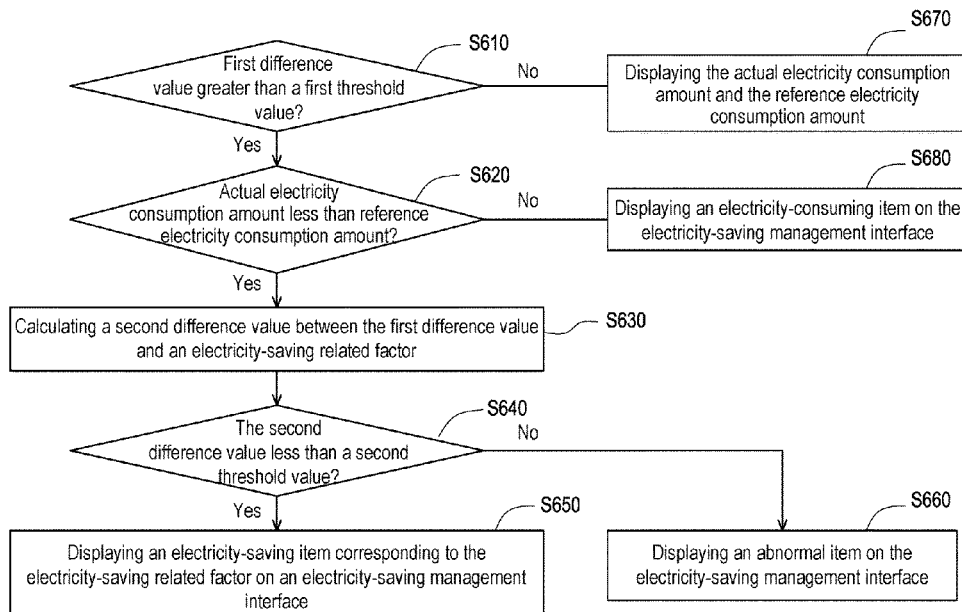 S610
First difference
value greater than a first threshold
value?
No
Yes
S670
Displaying the actual electricity consumption
amount and the reference electricity
consumption amount
S620
Actual electricity
consumption amount less than reference
electricity consumption amount?
No
Yes
S680
Displaying an electricity-consuming item on the
electricity-saving management interface
Calculating a second difference value between the first difference value
and an electricity-saving related factor
S630
S640
The second
difference value less than a second
threshold value?
No
Yes
S650
Displaying an electricity-saving item corresponding to the
electricity-saving related factor on an electricity-saving management
interface
S660
Displaying an abnormal item on the
electricity-saving management interface